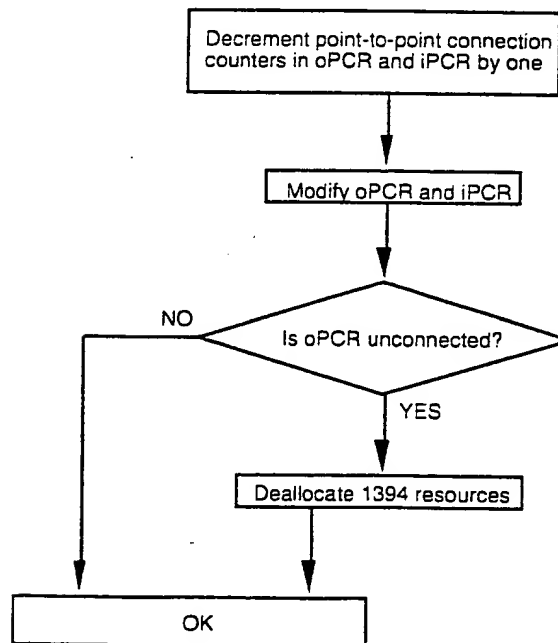 Decrement point-to-point connection
counters in oPCR and iPCR by one
Modify oPCR and iPCR
NO
Is oPCR unconnected?
YES
Deallocate 1394 resources
OK